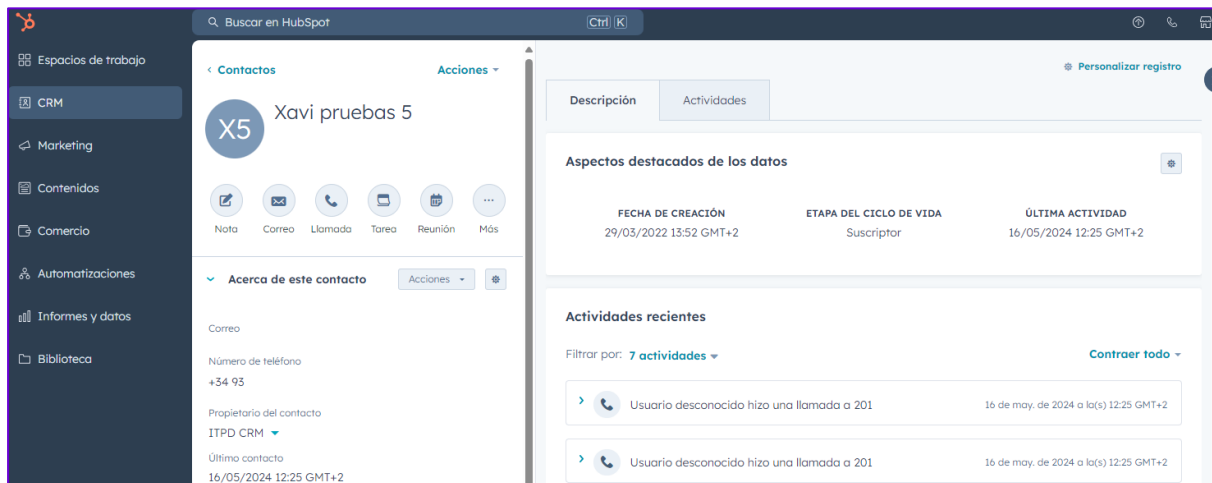 Buscar en HubSpot
Ctrl K
Espacios de trabajo
CRM
Marketing
Contenidos
Comercio
Automatizaciones
Informes y datos
Biblioteca
‹ Contactos
Acciones
X5
Xavi pruebas 5
Nota
Correo
Llamada
Tarea
Reunión
Más
Acerca de este contacto
Acciones
Correo
Número de teléfono
+34 93
Propietario del contacto
ITPD CRM
Último contacto
16/05/2024 12:25 GMT+2
Personalizar registro
Descripción
Actividades
Aspectos destacados de los datos
FECHA DE CREACIÓN
29/03/2022 13:52 GMT+2
ETAPA DEL CICLO DE VIDA
Suscriptor
ÚLTIMA ACTIVIDAD
16/05/2024 12:25 GMT+2
Actividades recientes
Filtrar por: 7 actividades
Contraer todo
Usuario desconocido hizo una llamada a 201
16 de may. de 2024 a la(s) 12:25 GMT+2
Usuario desconocido hizo una llamada a 201
16 de may. de 2024 a la(s) 12:25 GMT+2